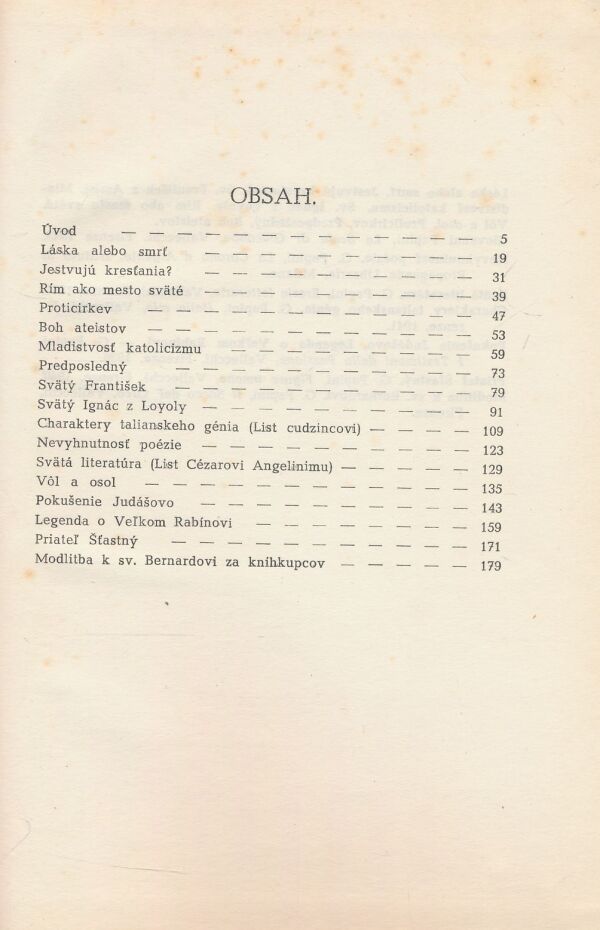 OBSAH.
Úvod — — — — — — — — — — — — — 5
Láska alebo smrť — — — — — — — — — — 19
Jestvujú kresťania? — — — — — — — — — — 31
Rím ako mesto sväté — — — — — — — — — — 39
Proticirkev — — — — — — — — — — — — 47
Boh ateistov — — — — — — — — — — — — 53
Mladistvosť katolicizmu — — — — — — — — — — 59
Predposledný — — — — — — — — — — — 73
Svätý František — — — — — — — — — — — 79
Svätý Ignác z Loyoly — — — — — — — — — — 91
Charaktery talianskeho génia (List cudzincovi) — — — — 109
Nevyhnutnosť poézie — — — — — — — — — — 123
Svätá literatúra (List Cézarovi Angelinimu) — — — — — 129
Vôl a osol — — — — — — — — — — — — 135
Pokušenie Judášovo — — — — — — — — — — 143
Legenda o Veľkom Rabínovi — — — — — — — — 159
Priateľ Šťastný — — — — — — — — — — — 171
Modlitba k sv. Bernardovi za kníhkupcov — — — — — 179